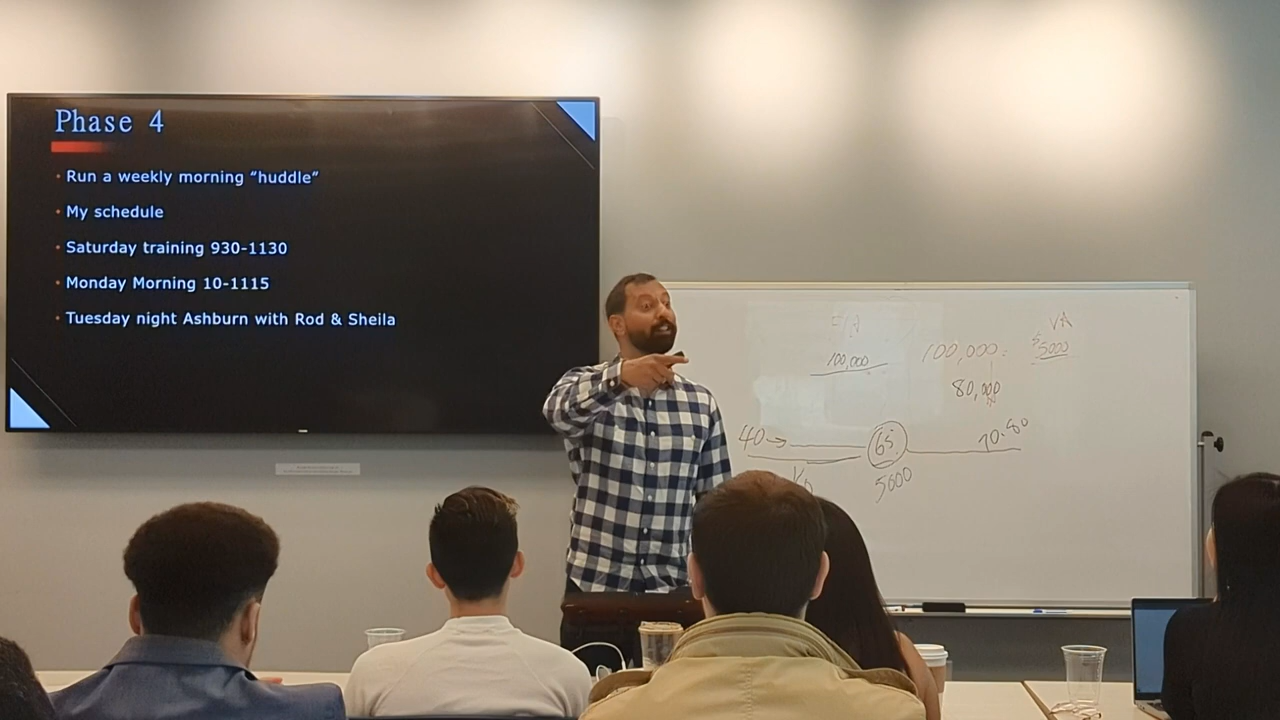 Phase 4
Run a weekly morning “huddle”
My schedule
Saturday training 930-1130
Monday Morning 10-1115
Tuesday night Ashburn with Rod & Sheila
VA
100,000
100,000
$5000
80,000
40 → 65 70.80
5000